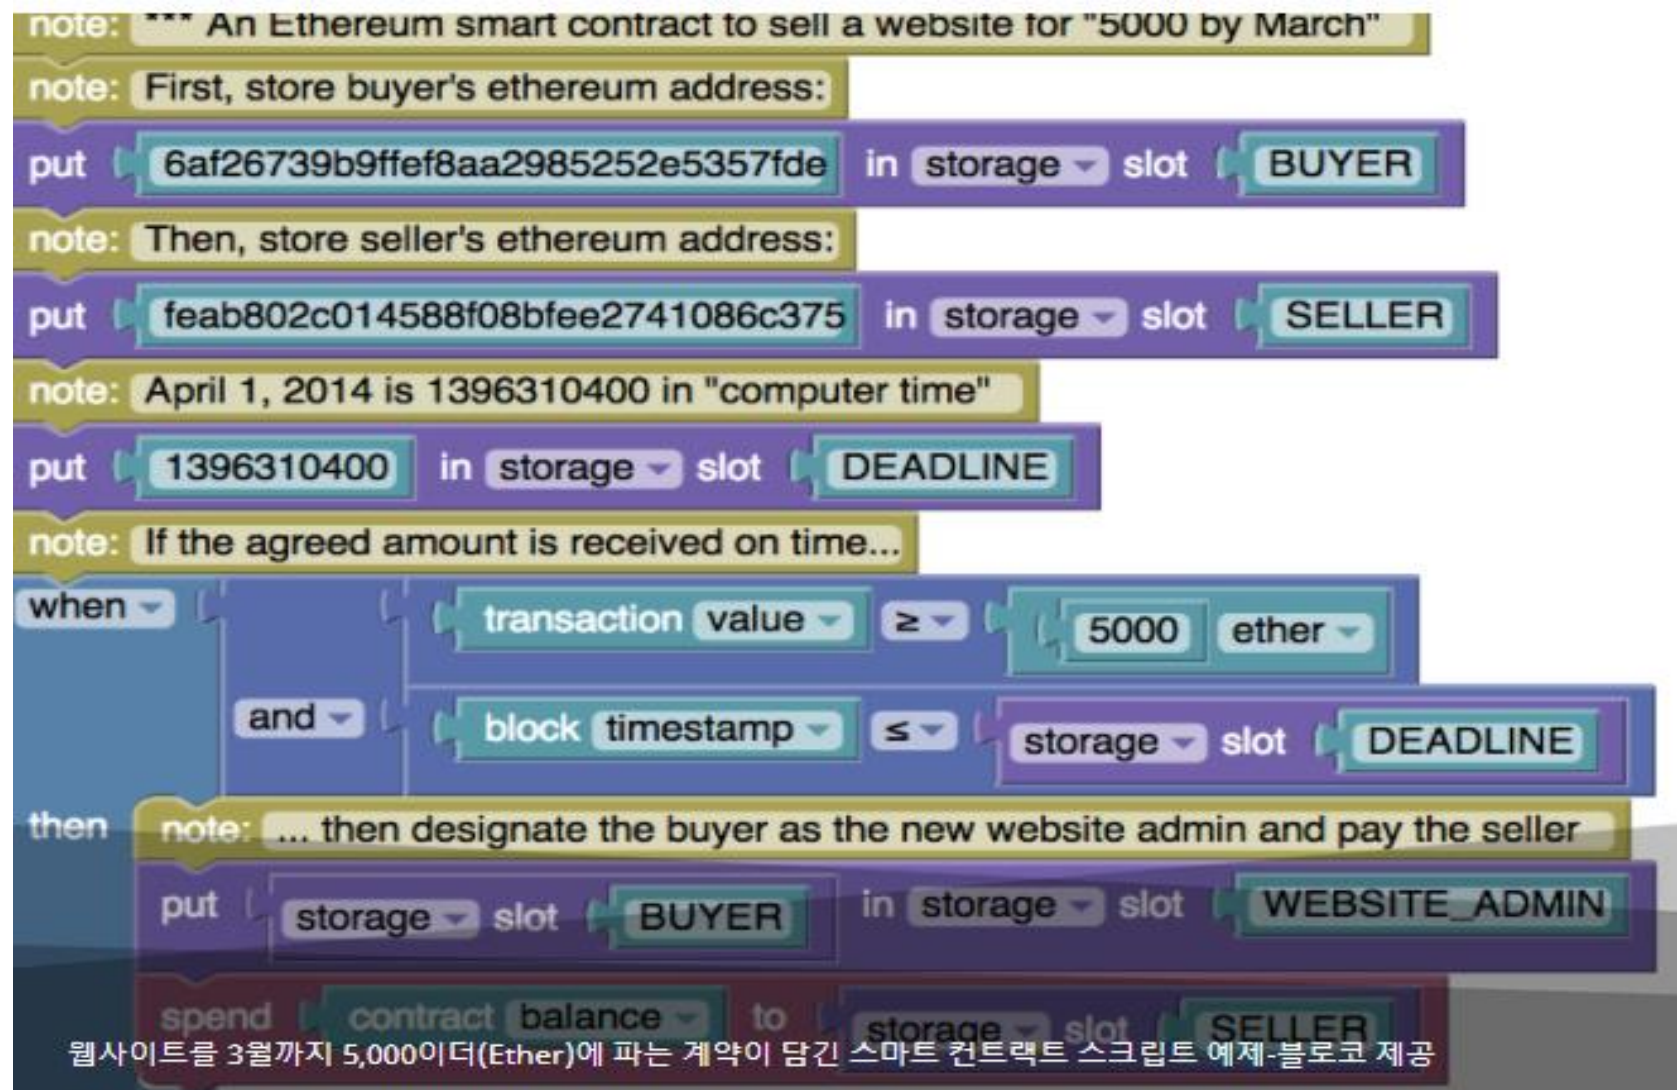 note: *** An Ethereum smart contract to sell a website for "5000 by March"
note: First, store buyer's ethereum address:
put 6af26739b9ffef8aa2985252e5357fde in storage slot BUYER
note: Then, store seller's ethereum address:
put feab802c014588f08bfee2741086c375 in storage slot SELLER
note: April 1, 2014 is 1396310400 in "computer time"
put 1396310400 in storage slot DEADLINE
note: If the agreed amount is received on time...
when transaction value ≥ 5000 ether
and block timestamp ≤ storage slot DEADLINE
then note: ... then designate the buyer as the new website admin and pay the seller
put storage slot BUYER in storage slot WEBSITE_ADMIN
spend contract balance to storage slot SELLER
웹사이트를 3월까지 5,000이더(Ether)에 파는 계약이 담긴 스마트 컨트랙트 스크립트 예제-블로코 제공